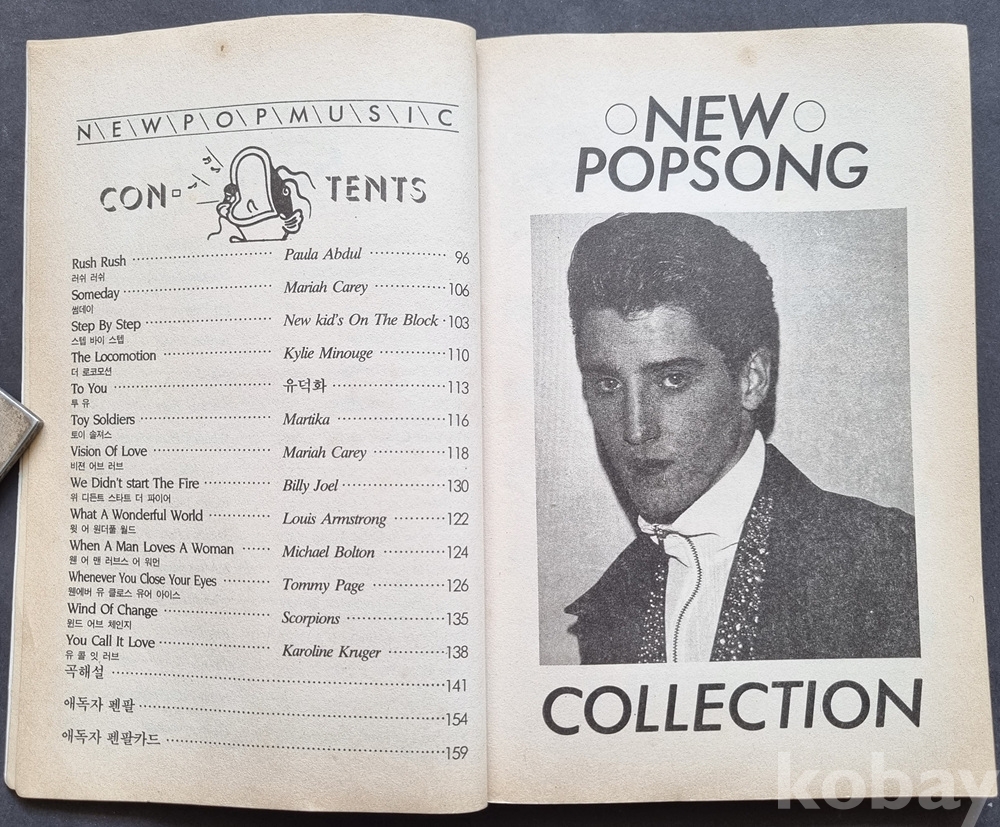 N\E\W\P\O\P\M\U\S\I\C
CON- TENTS
Rush Rush Paula Abdul 96
러쉬 러쉬
Someday Mariah Carey 106
썸데이
Step By Step New kid's On The Block 103
스텝 바이 스텝
The Locomotion Kylie Minouge 110
더 로코모션
To You 유덕화 113
투 유
Toy Soldiers Martika 116
토이 솔져스
Vision Of Love Mariah Carey 118
비젼 어브 러브
We Didn't start The Fire Billy Joel 130
위 디든트 스타트 더 파이어
What A Wonderful World Louis Armstrong 122
왓 어 원더풀 월드
When A Man Loves A Woman Michael Bolton 124
웬 어 맨 러브스 어 워먼
Whenever You Close Your Eyes Tommy Page 126
웬에버 유 클로스 유어 아이스
Wind Of Change Scorpions 135
윈드 어브 체인지
You Call It Love Karoline Kruger 138
유 콜 잇 러브
곡해설 141
애독자 펜팔 154
애독자 펜팔카드 159
○NEW○
POPSONG
COLLECTION
kobay